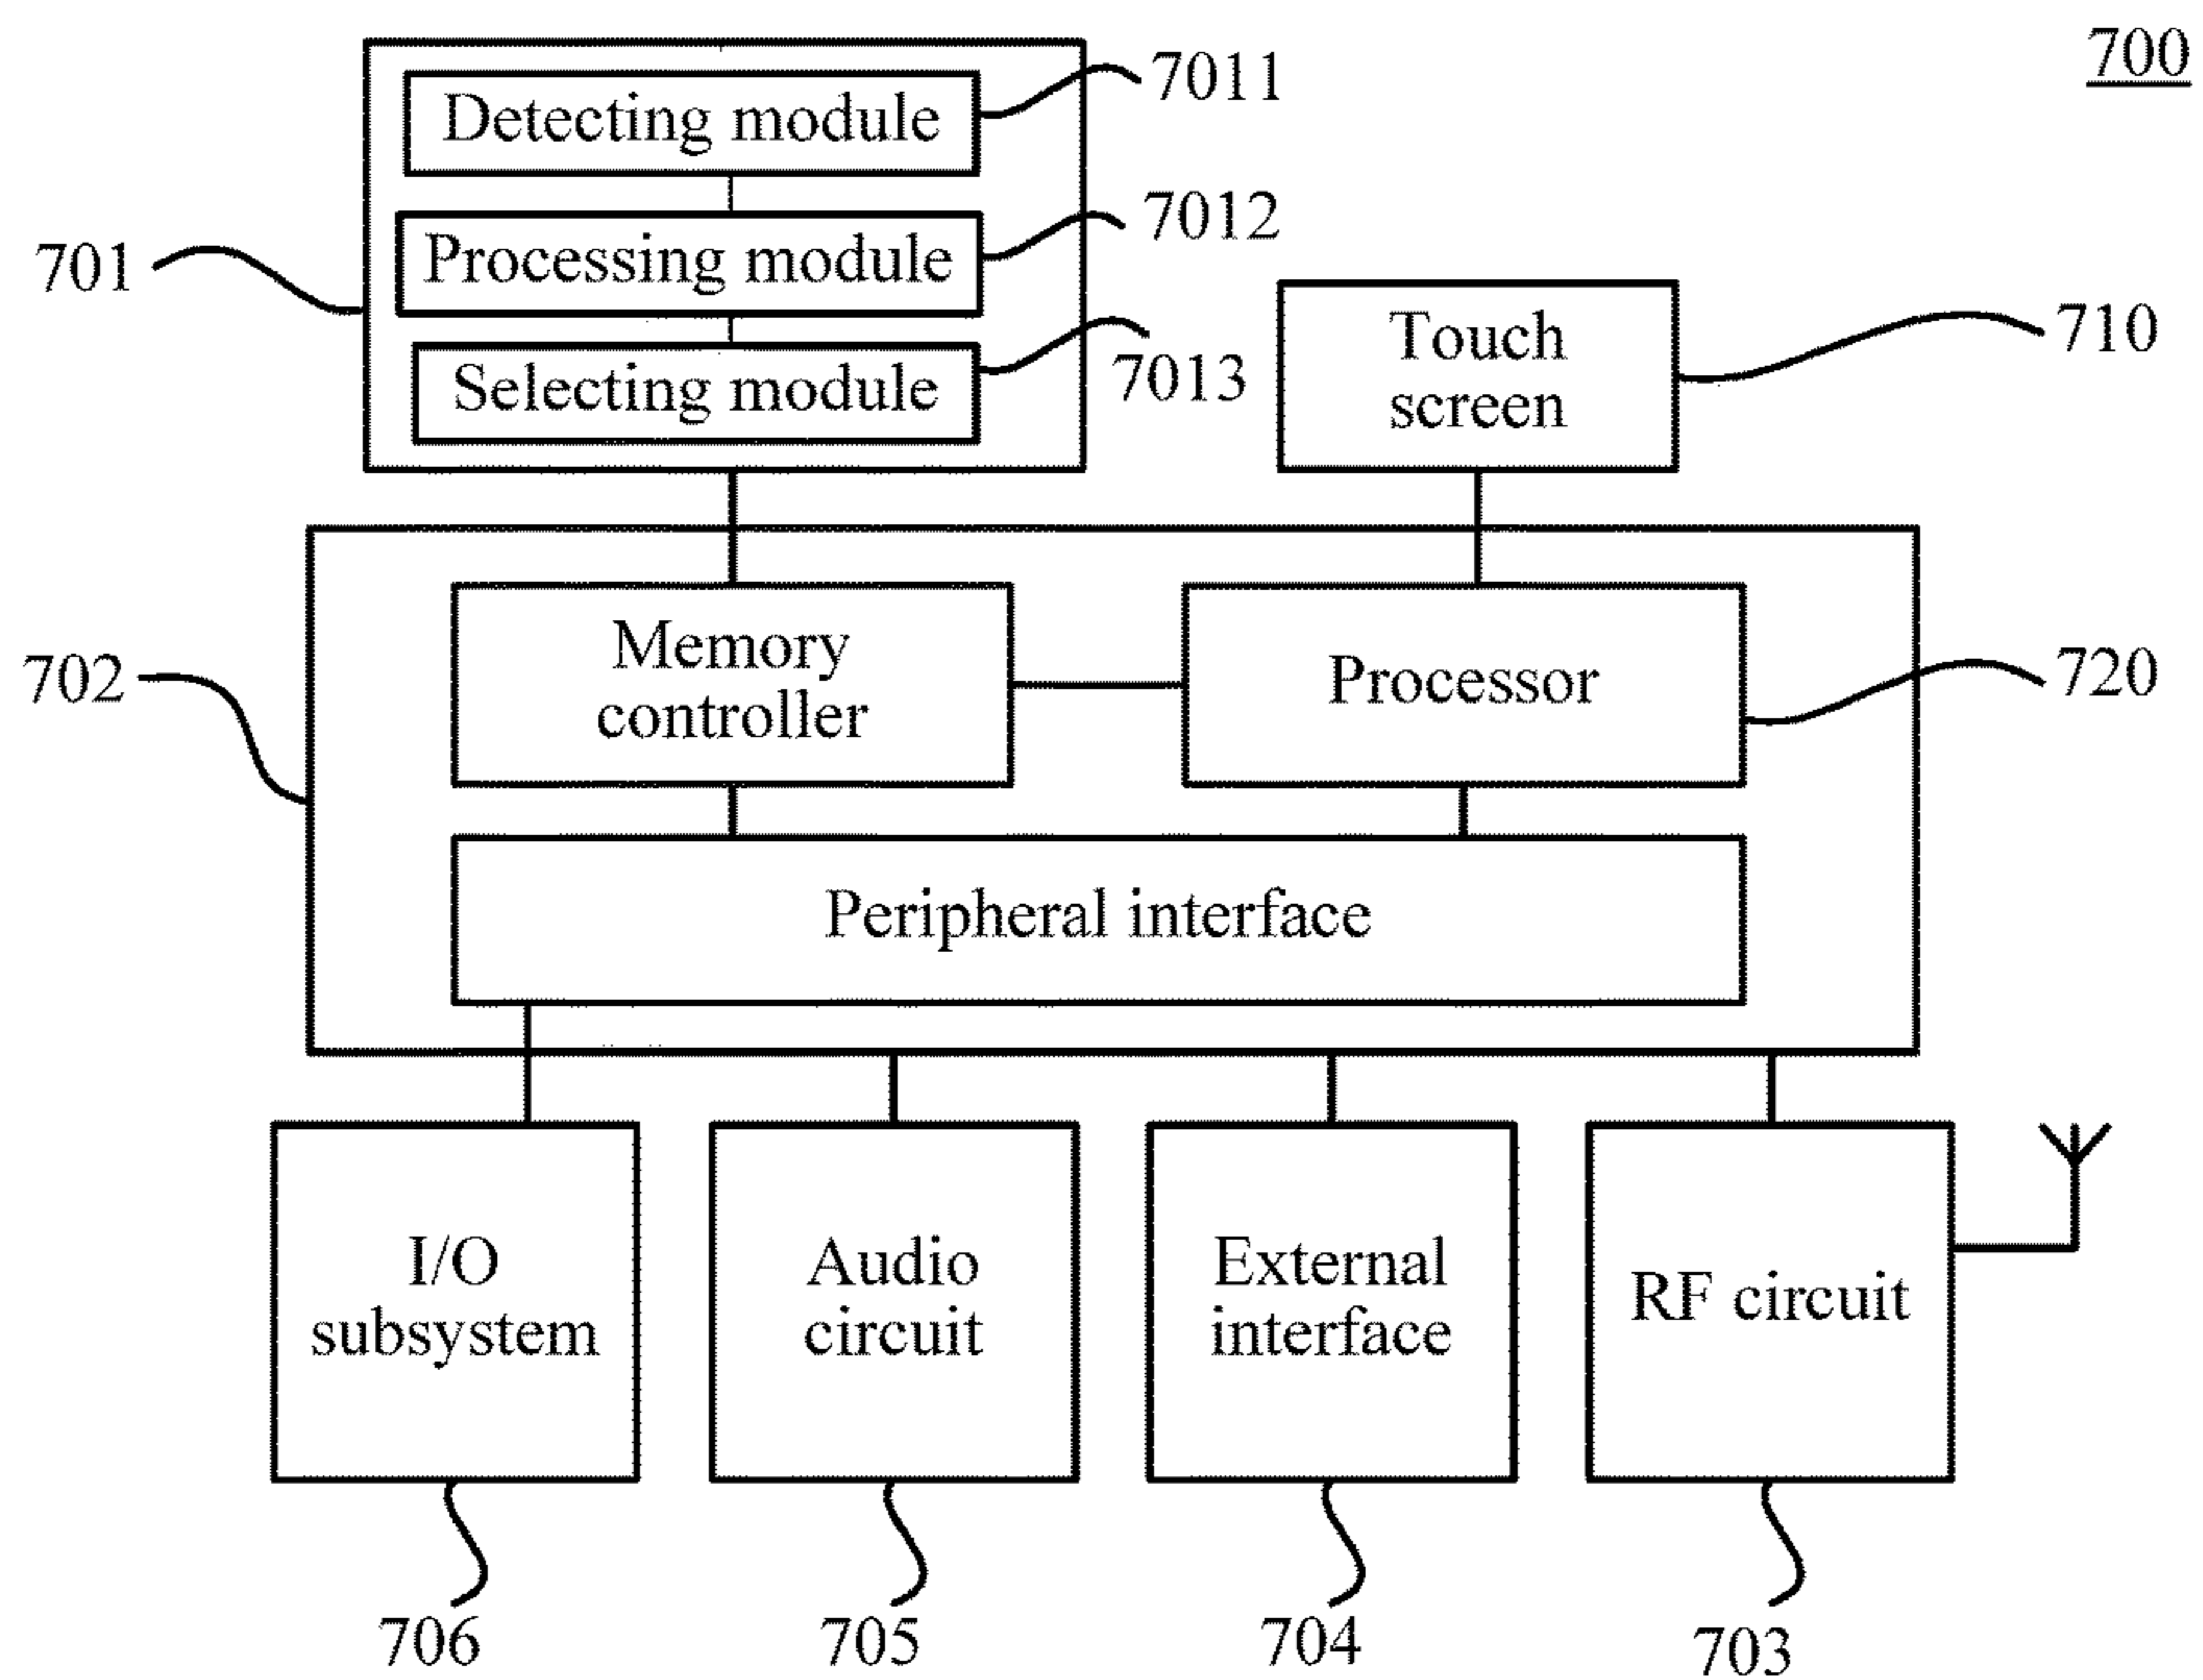 700
Detecting module
7011
Processing module
7012
701
Selecting module
7013
Touch
screen
710
Memory
controller
Processor
702
720
Peripheral interface
I/O
subsystem
Audio
circuit
External
interface
RF circuit
706
705
704
703